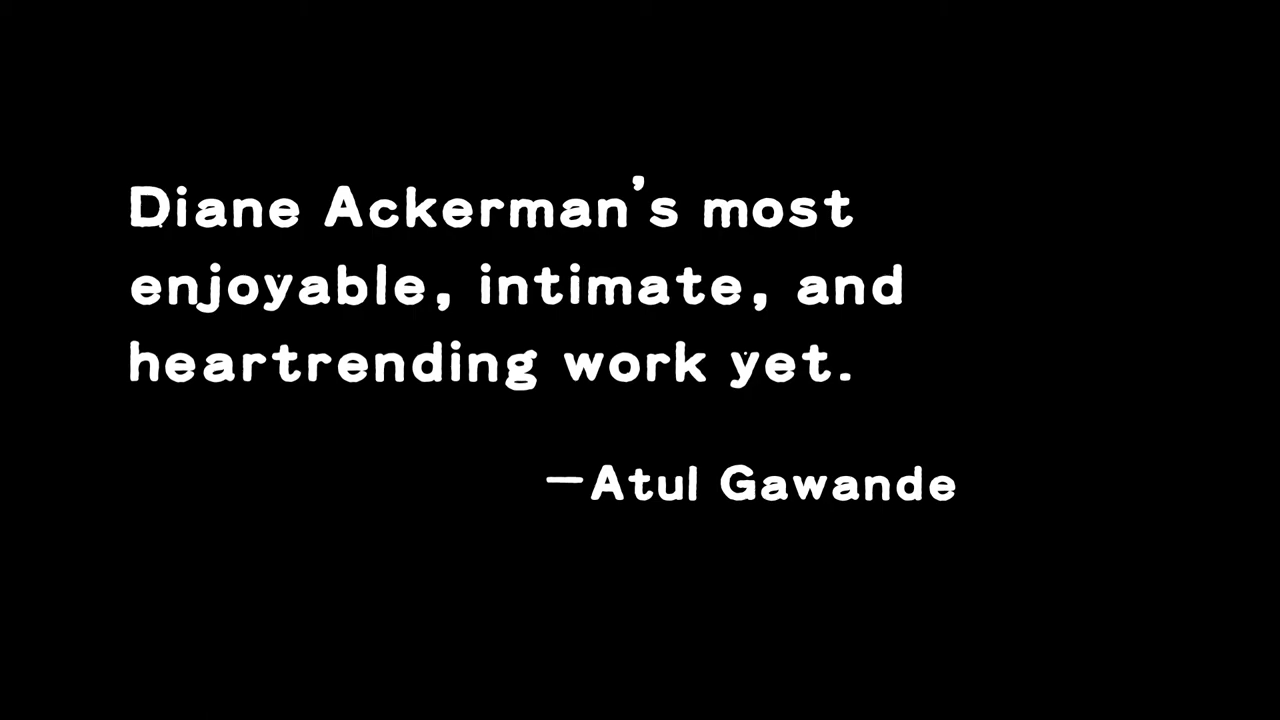 Diane Ackerman’s most
enjoyable, intimate, and
heartrending work yet.
—Atul Gawande